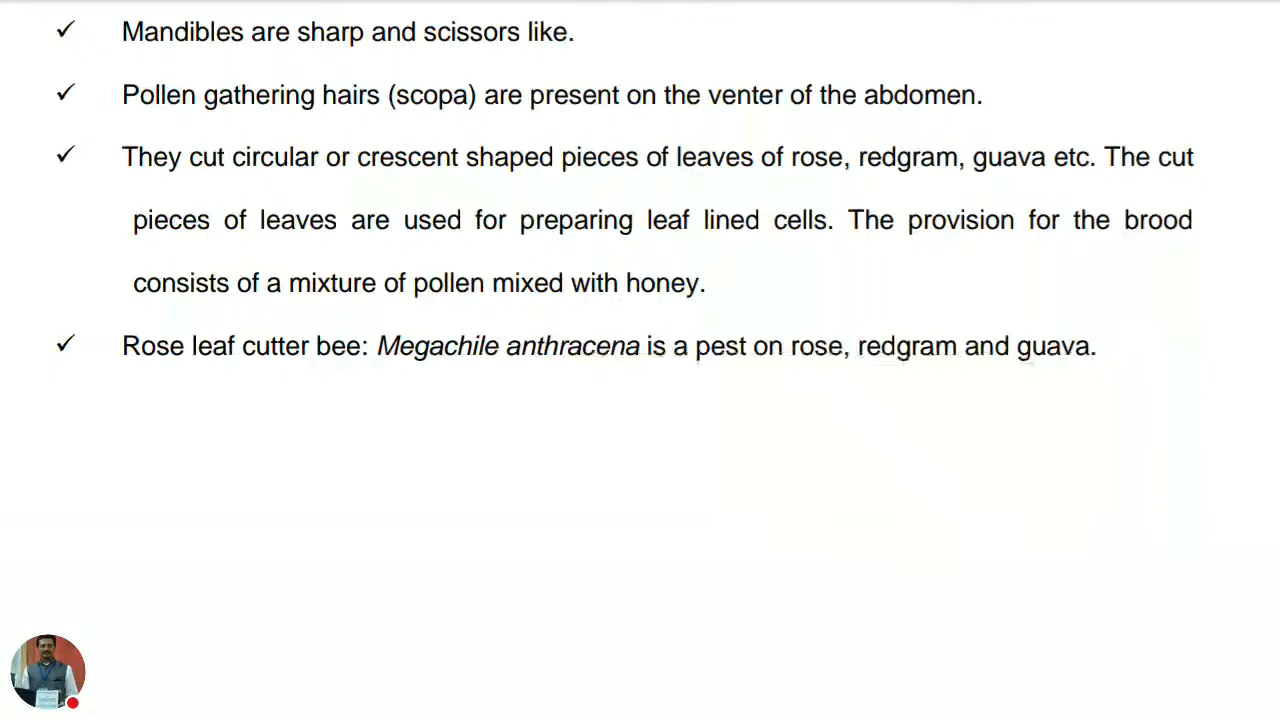 ✓ Mandibles are sharp and scissors like.
✓ Pollen gathering hairs (scopa) are present on the venter of the abdomen.
✓ They cut circular or crescent shaped pieces of leaves of rose, redgram, guava etc. The cut
pieces of leaves are used for preparing leaf lined cells. The provision for the brood
consists of a mixture of pollen mixed with honey.
✓ Rose leaf cutter bee: Megachile anthracena is a pest on rose, redgram and guava.